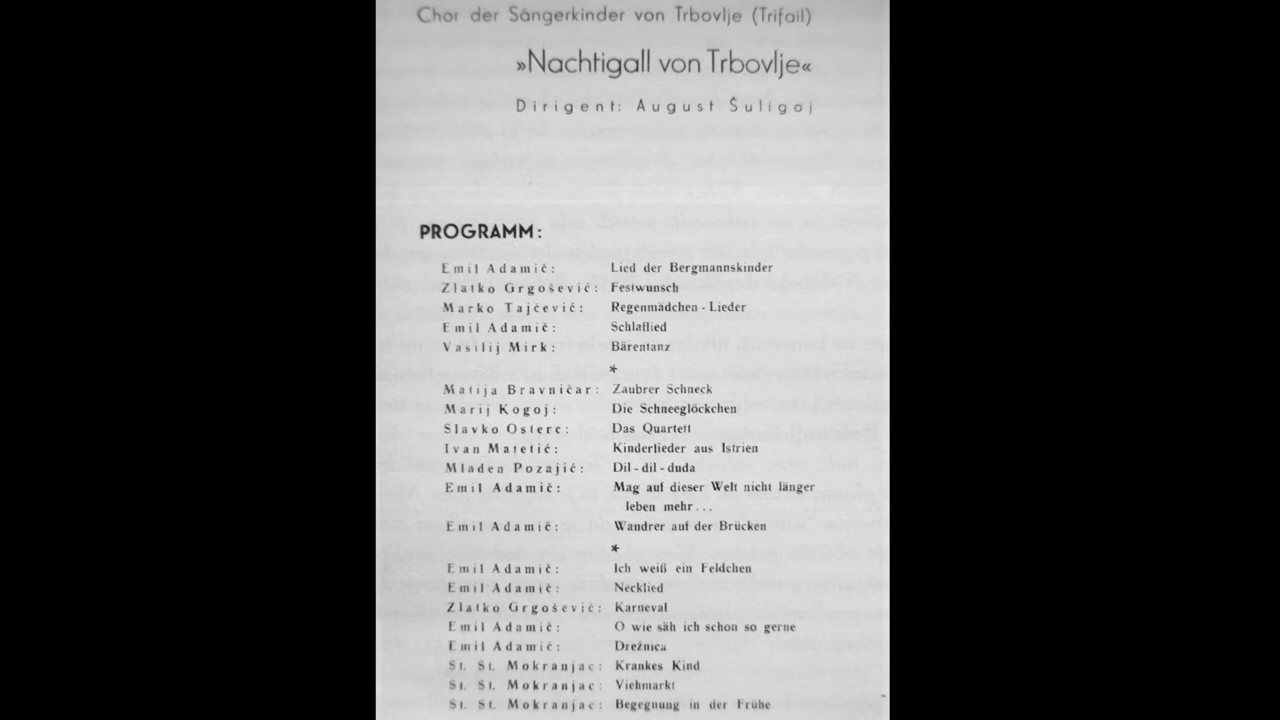 Chor der Sängerkinder von Trbovlje (Trifail)
»Nachtigall von Trbovlje«
Dirigent: August Šuligoj
PROGRAMM:
Emil Adamič: Lied der Bergmannskinder
Zlatko Grgošević: Festwunsch
Marko Tajčević: Regenmädchen - Lieder
Emil Adamič: Schlaflied
Vasilij Mirk: Bärentanz
*
Matija Bravničar: Zaubrer Schneck
Marij Kogoj: Die Schneeglöckchen
Slavko Osterc: Das Quartett
Ivan Matetić: Kinderlieder aus Istrien
Mladen Pozajić: Dil - dil - duda
Emil Adamič: Mag auf dieser Welt nicht länger
leben mehr . . .
Emil Adamič: Wandrer auf der Brücken
*
Emil Adamič: Ich weiß ein Feldchen
Emil Adamič: Necklied
Zlatko Grgošević: Karneval
Emil Adamič: O wie säh ich schon so gerne
Emil Adamič: Drežnica
St. St. Mokranjac: Krankes Kind
St. St. Mokranjac: Viehmarkt
St. St. Mokranjac: Begegnung in der Frühe